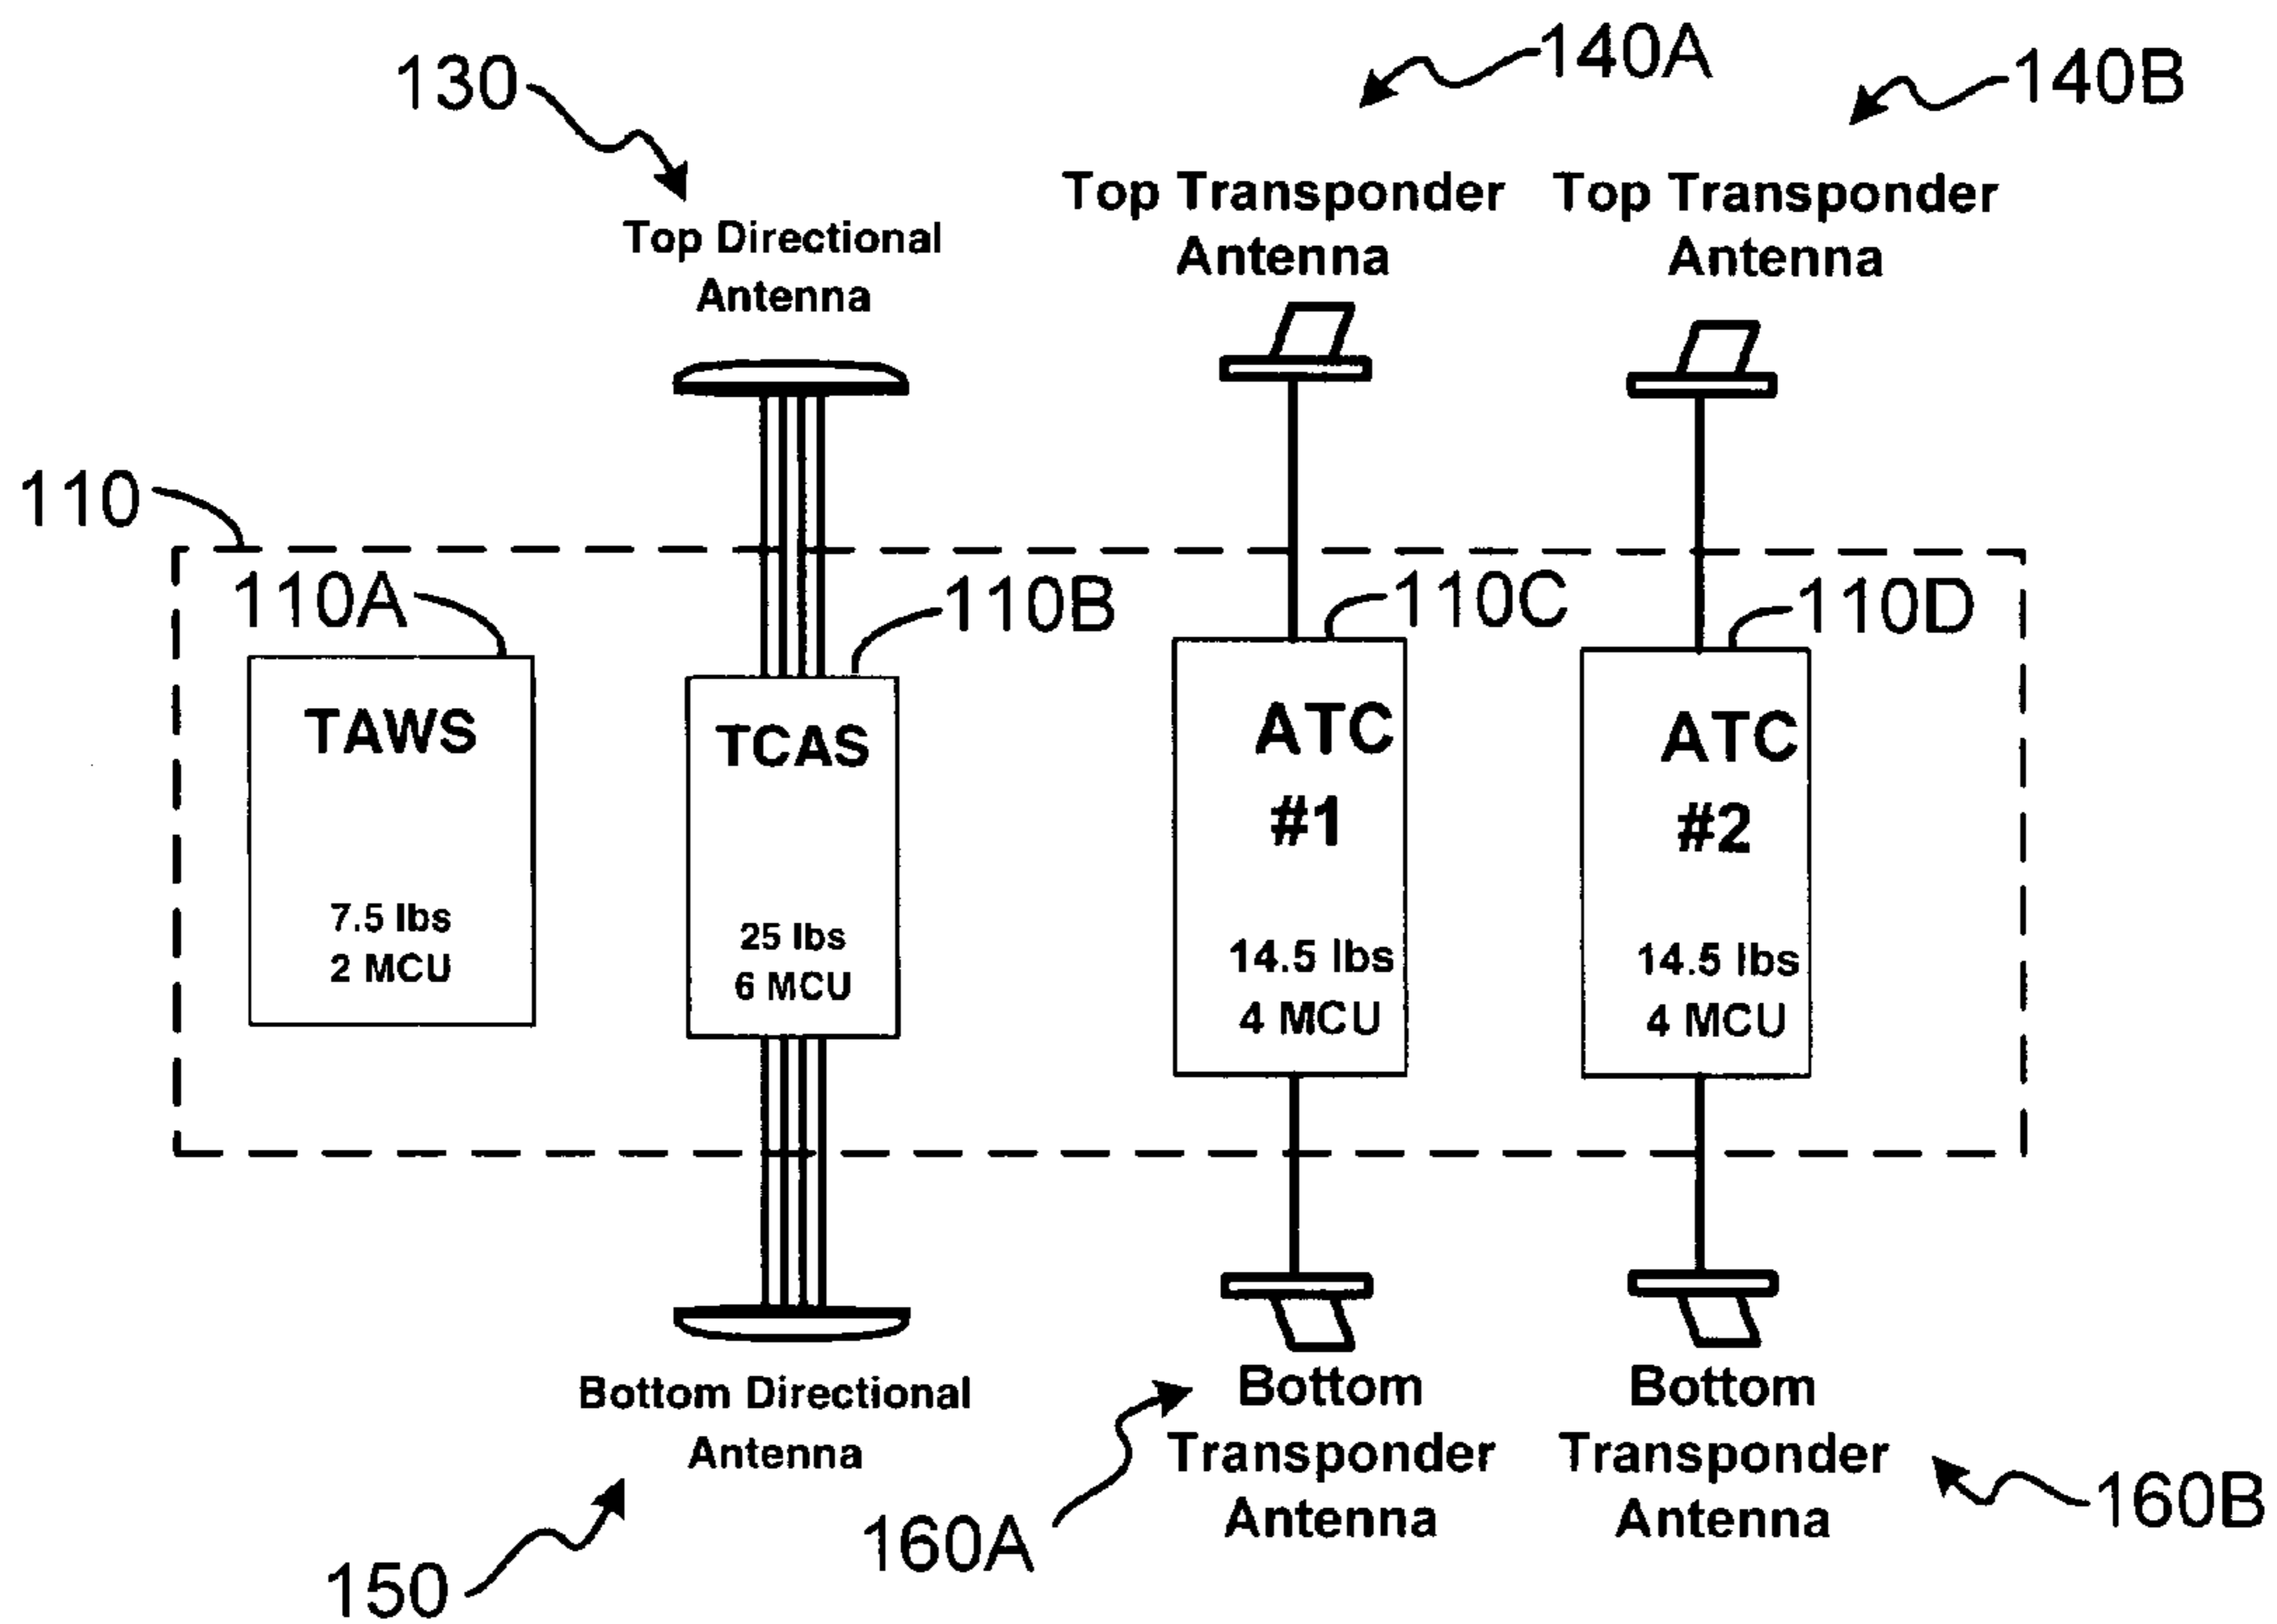 140A
140B
130
Top Transponder
Antenna
Top Transponder
Antenna
Top Directional
Antenna
110
110A
110B
110C
110D
TAWS
7.5 lbs
2 MCU
TCAS
25 lbs
6 MCU
ATC
#1
14.5 lbs
4 MCU
ATC
#2
14.5 lbs
4 MCU
Bottom Directional
Antenna
Bottom
Transponder
Antenna
Bottom
Transponder
Antenna
150
160A
160B